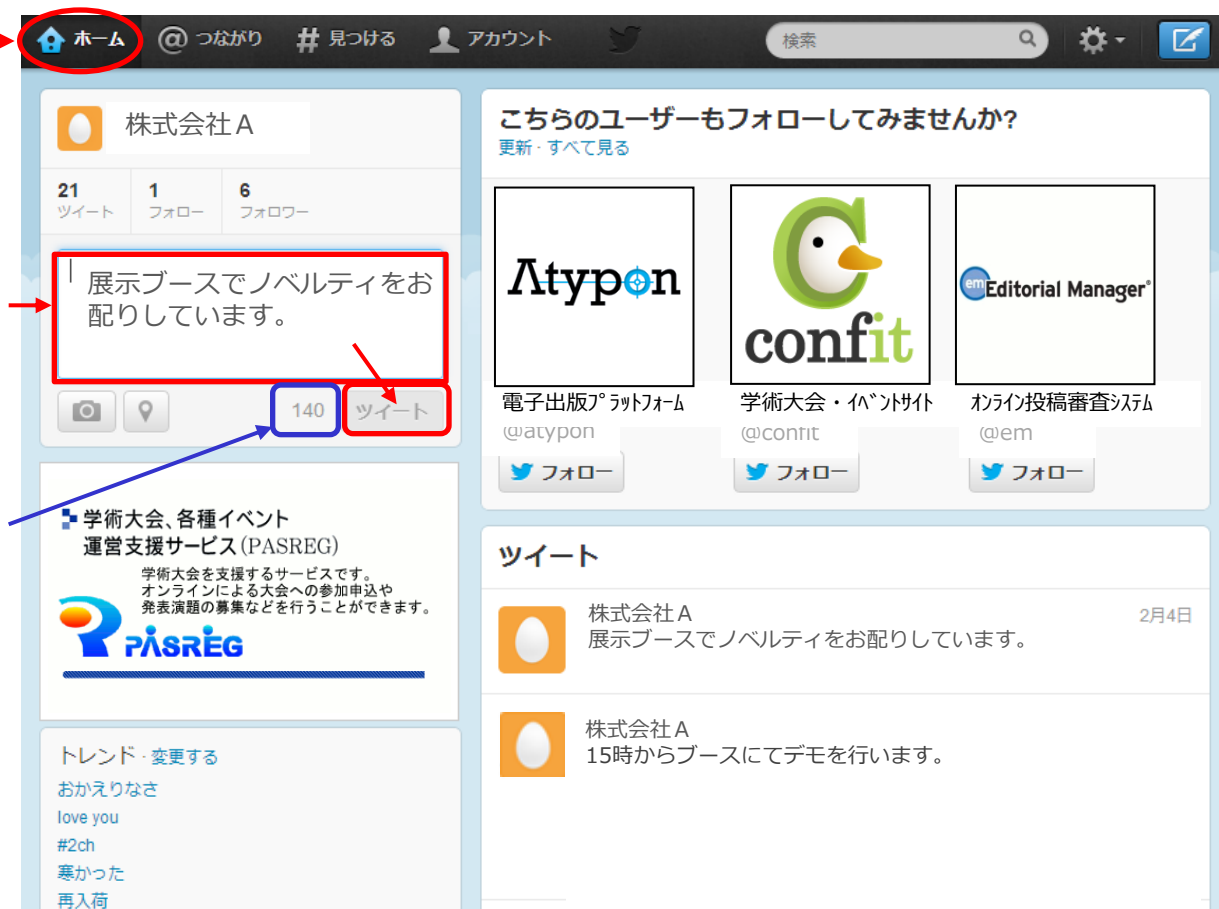 ホーム
@ つながり
# 見つける
アカウント
検索
株式会社A
21
ツイート
1
フォロー
6
フォロワー
展示ブースでノベルティをお
配りしています。
140
ツイート
学術大会、各種イベント
運営支援サービス(PASREG)
学術大会を支援するサービスです。
オンラインによる大会への参加申込や
発表演題の募集などを行うことができます。
PASREG
トレンド · 変更する
おかえりなさ
love you
#2ch
寒かった
再入荷
こちらのユーザーもフォローしてみませんか?
更新 · すべて見る
Atypon
電子出版ﾌﾟﾗｯﾄﾌｫｰﾑ
@atypon
フォロー
confit
学術大会・ｲﾍﾞﾝﾄｻｲﾄ
@confit
フォロー
em Editorial Manager®
ｵﾝﾗｲﾝ投稿審査ｼｽﾃﾑ
@em
フォロー
ツイート
株式会社A
2月4日
展示ブースでノベルティをお配りしています。
株式会社A
15時からブースにてデモを行います。